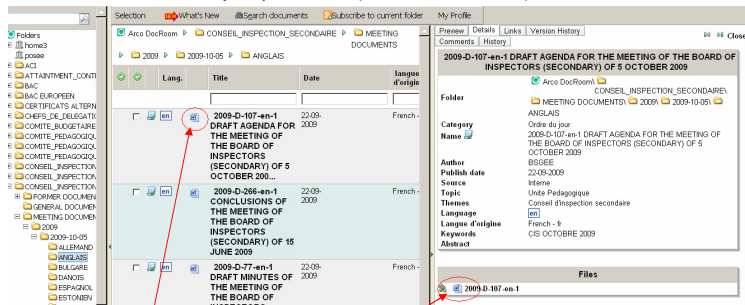 Selection What's New Search documents Subscribe to current folder My Profile
Folders
home3
posee
ACI
ATTAINTMENT_CONTI
BAC
BAC EUROPEEN
CERTIFICATS ALTERN
CHEFS_DE_DELEGATIO
COMITE_BUDGETAIRE
COMITE_PEDAGOGIQU
COMITE_PEDAGOGIQU
COMITE_PEDAGOGIQU
CONSEIL_INSPECTION
CONSEIL_INSPECTION
CONSEIL_INSPECTION
FORMER DOCUMEN
GENERAL DOCUMEN
MEETING DOCUMEN
2009
2009-10-05
ALLEMAND
ANGLAIS
BULGARE
DANOIS
ESPAGNOL
ESTONIEN
Arco DocRoom CONSEIL_INSPECTION_SECONDAIRE MEETING
DOCUMENTS
2009 2009-10-05 ANGLAIS
Lang. Title Date langue
d'origin
en 2009-D-107-en-1 22-09- French -
DRAFT AGENDA FOR 2009
THE MEETING OF
THE BOARD OF
INSPECTORS
(SECONDARY) OF 5
OCTOBER 200...
en 2009-D-266-en-1 22-09- French -
CONCLUSIONS OF 2009
THE MEETING OF
THE BOARD OF
INSPECTORS
(SECONDARY) OF 15
JUNE 2009
en 2009-D-77-en-1 22-09- French -
DRAFT MINUTES OF 2009
THE MEETING OF
THE BOARD OF
Preview Details Links Version History Close
Comments History
2009-D-107-en-1 DRAFT AGENDA FOR THE MEETING OF THE BOARD OF
INSPECTORS (SECONDARY) OF 5 OCTOBER 2009
Arco DocRoom\
CONSEIL_INSPECTION_SECONDAIRE\
Folder MEETING DOCUMENTS\ 2009\ 2009-10-05\
ANGLAIS
Category Ordre du jour
Name 2009-D-107-en-1 DRAFT AGENDA FOR THE MEETING OF
THE BOARD OF INSPECTORS (SECONDARY) OF 5
OCTOBER 2009
Author BSGEE
Publish date 22-09-2009
Source Interne
Topic Unite Pedagogique
Themes Conseil d'inspection secondaire
Language en
Langue d'origine French - fr
Keywords CIS OCTOBRE 2009
Abstract
Files
2009-D-107-en-1